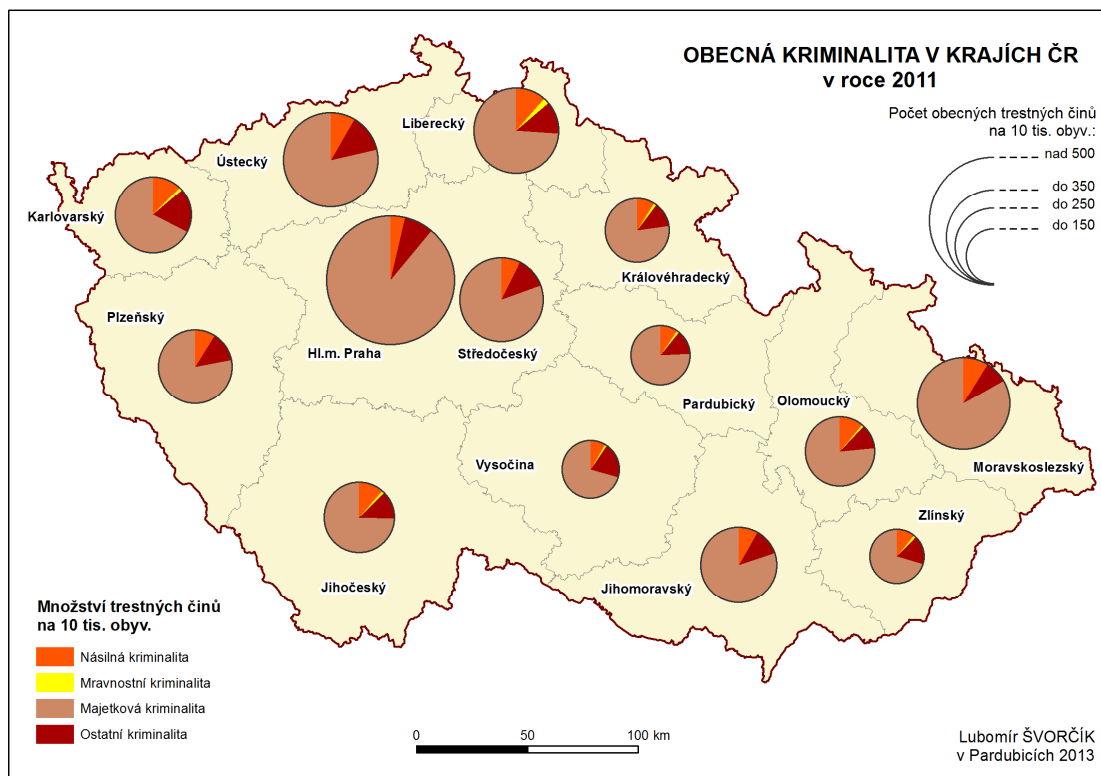 OBECNÁ KRIMINALITA V KRAJÍCH ČR
v roce 2011
Počet obecných trestných činů
na 10 tis. obyv.:
nad 500
do 350
do 250
do 150
Liberecký
Ústecký
Karlovarský
Královéhradecký
Plzeňský
Hl.m. Praha
Středočeský
Pardubický
Olomoucký
Vysočina
Moravskoslezský
Zlínský
Jihočeský
Jihomoravský
Množství trestných činů
na 10 tis. obyv.
Násilná kriminalita
Mravnostní kriminalita
Majetková kriminalita
Ostatní kriminalita
0 50 100 km
Lubomír ŠVORČÍK
v Pardubicích 2013